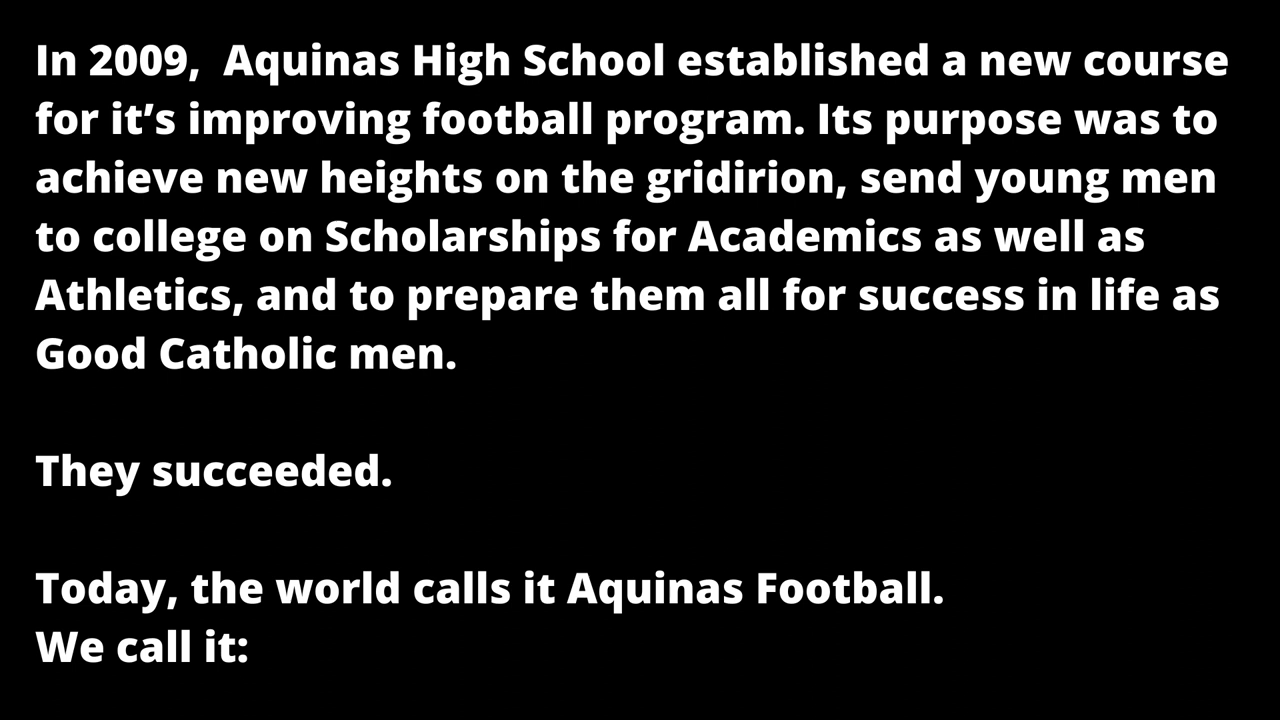 In 2009,  Aquinas High School established a new course
for it’s improving football program. Its purpose was to
achieve new heights on the gridirion, send young men
to college on Scholarships for Academics as well as
Athletics, and to prepare them all for success in life as
Good Catholic men.
They succeeded.
Today, the world calls it Aquinas Football.
We call it: